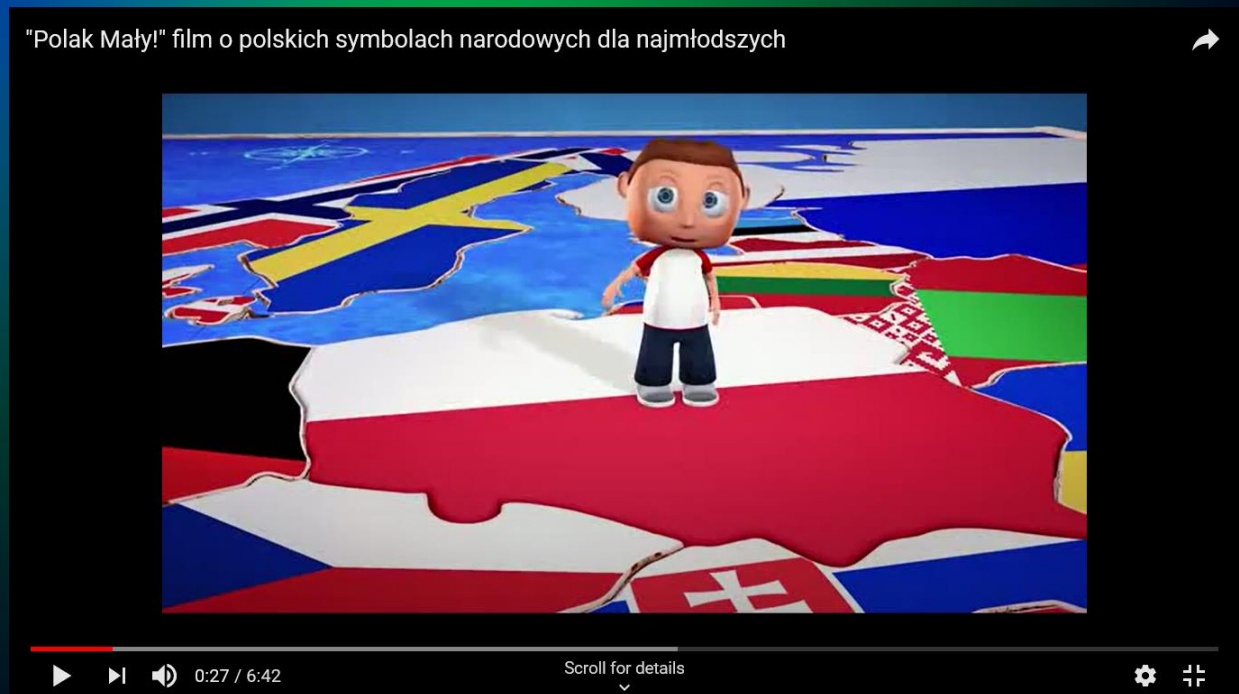 "Polak Mały!" film o polskich symbolach narodowych dla najmłodszych
Scroll for details
0:27 / 6:42